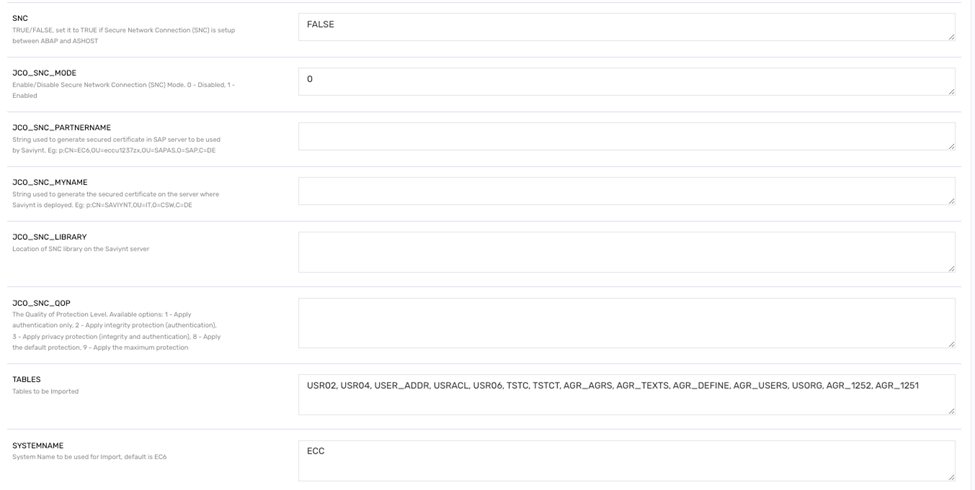 SNC
TRUE/FALSE, set it to TRUE if Secure Network Connection (SNC) is setup
between ABAP and ASHOST
FALSE
JCO_SNC_MODE
Enable/Disable Secure Network Connection (SNC) Mode. 0 - Disabled, 1 -
Enabled
0
JCO_SNC_PARTNERNAME
String used to generate secured certificate in SAP server to be used
by Saviynt. Eg: p:CN=EC6,OU=eccu1237zx,OU=SAPAS,O=SAP,C=DE
JCO_SNC_MYNAME
String used to generate the secured certificate on the server where
Saviynt is deployed. Eg: p:CN=SAVIYNT,OU=IT,O=CSW,C=DE
JCO_SNC_LIBRARY
Location of SNC library on the Saviynt server
JCO_SNC_QOP
The Quality of Protection Level. Available options: 1 - Apply
authentication only, 2 - Apply integrity protection (authentication),
3 - Apply privacy protection (integrity and authentication), 8 - Apply
the default protection, 9 - Apply the maximum protection
TABLES
Tables to be Imported
USR02, USR04, USER_ADDR, USRACL, USR06, TSTC, TSTCT, AGR_AGRS, AGR_TEXTS, AGR_DEFINE, AGR_USERS, USORG, AGR_1252, AGR_1251
SYSTEMNAME
System Name to be used for Import, default is EC6
ECC